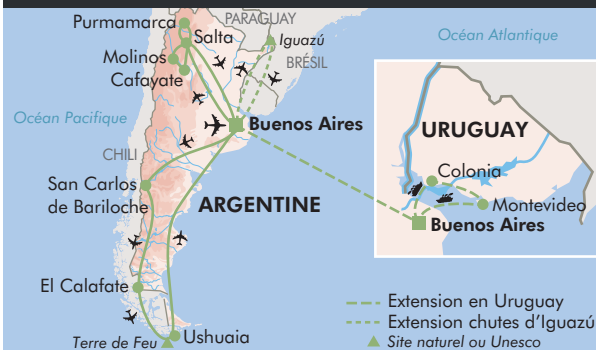 Purmamarca
PARAGUAY
Salta
Iguazú
Océan Atlantique
Molinos
BRÉSIL
Cafayate
Océan Pacifique
Buenos Aires
URUGUAY
CHILI
Colonia
San Carlos
de Bariloche
ARGENTINE
Montevideo
Buenos Aires
El Calafate
Extension en Uruguay
Extension chutes d'Iguazú
Ushuaia
Terre de Feu
Site naturel ou Unesco